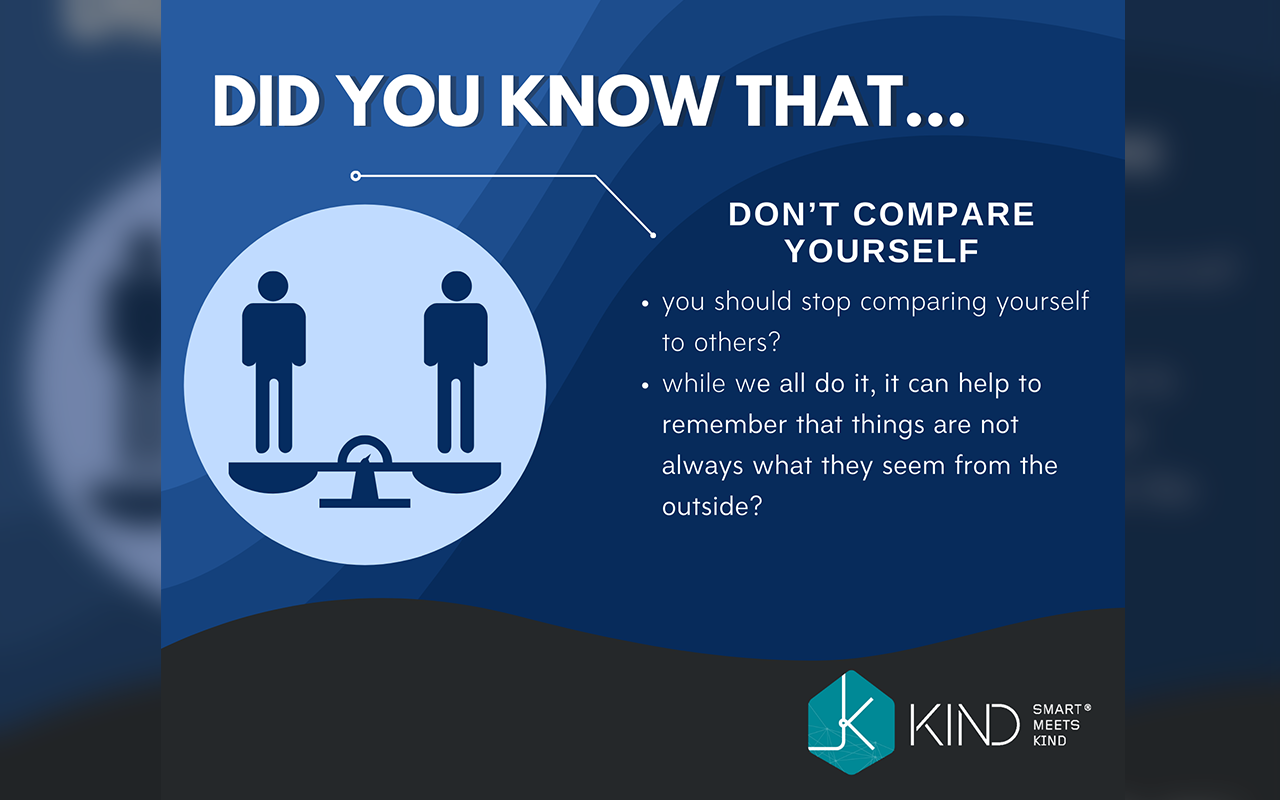 DID YOU KNOW THAT...
DON'T COMPARE
YOURSELF
• you should stop comparing yourself
to others?
• while we all do it, it can help to
remember that things are not
always what they seem from the
outside?
KIND
SMART®
MEETS
KIND